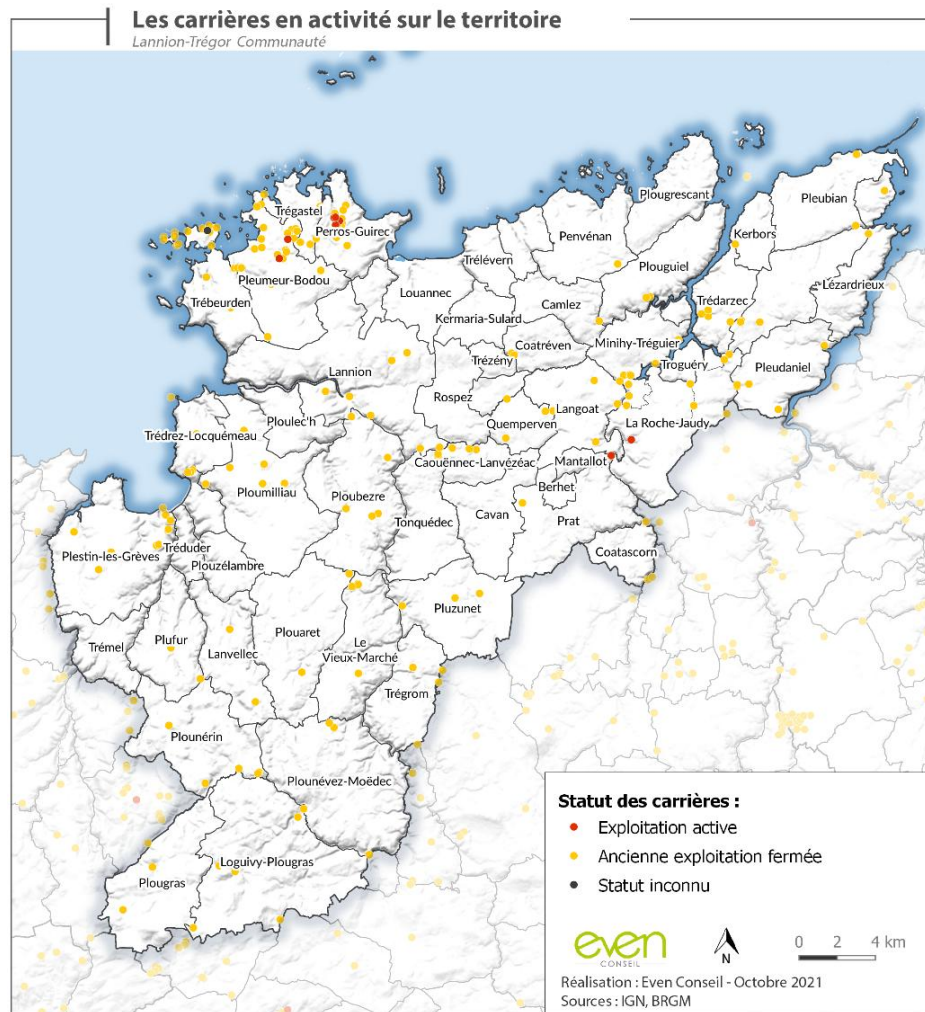 Les carrières en activité sur le territoire
Lannion-Trégor Communauté
Plougrescant
Pleubian
Trégastel
Perros-Guirec
Penvénan
Kerbors
Trélévern
Plouguiel
Pleumeur-Bodou
Louannec
Lézardrieux
Trébeurden
Camlez
Trédarzec
Kermaria-Sulard
Coatréven
Minihy-Tréguier
Trézény
Troguéry
Pleudaniel
Lannion
Rospez
Langoat
Ploulec'h
Quemperven
La Roche-Jaudy
Trédrez-Locquémeau
Caouënnec-Lanvézéac
Mantallot
Ploumilliau
Ploubezre
Berhet
Tonquédec
Cavan
Prat
Tréduder
Coatascorn
Plestin-les-Grèves
Plouzélambre
Pluzunet
Plouaret
Le
Vieux-Marché
Trémel
Plufur
Lanvellec
Trégrom
Plounérin
Plounévez-Moëdec
Loguivy-Plougras
Plougras
Statut des carrières :
Exploitation active
Ancienne exploitation fermée
Statut inconnu
even
CONSEIL
N
0 2 4 km
Réalisation : Even Conseil - Octobre 2021
Sources : IGN, BRGM